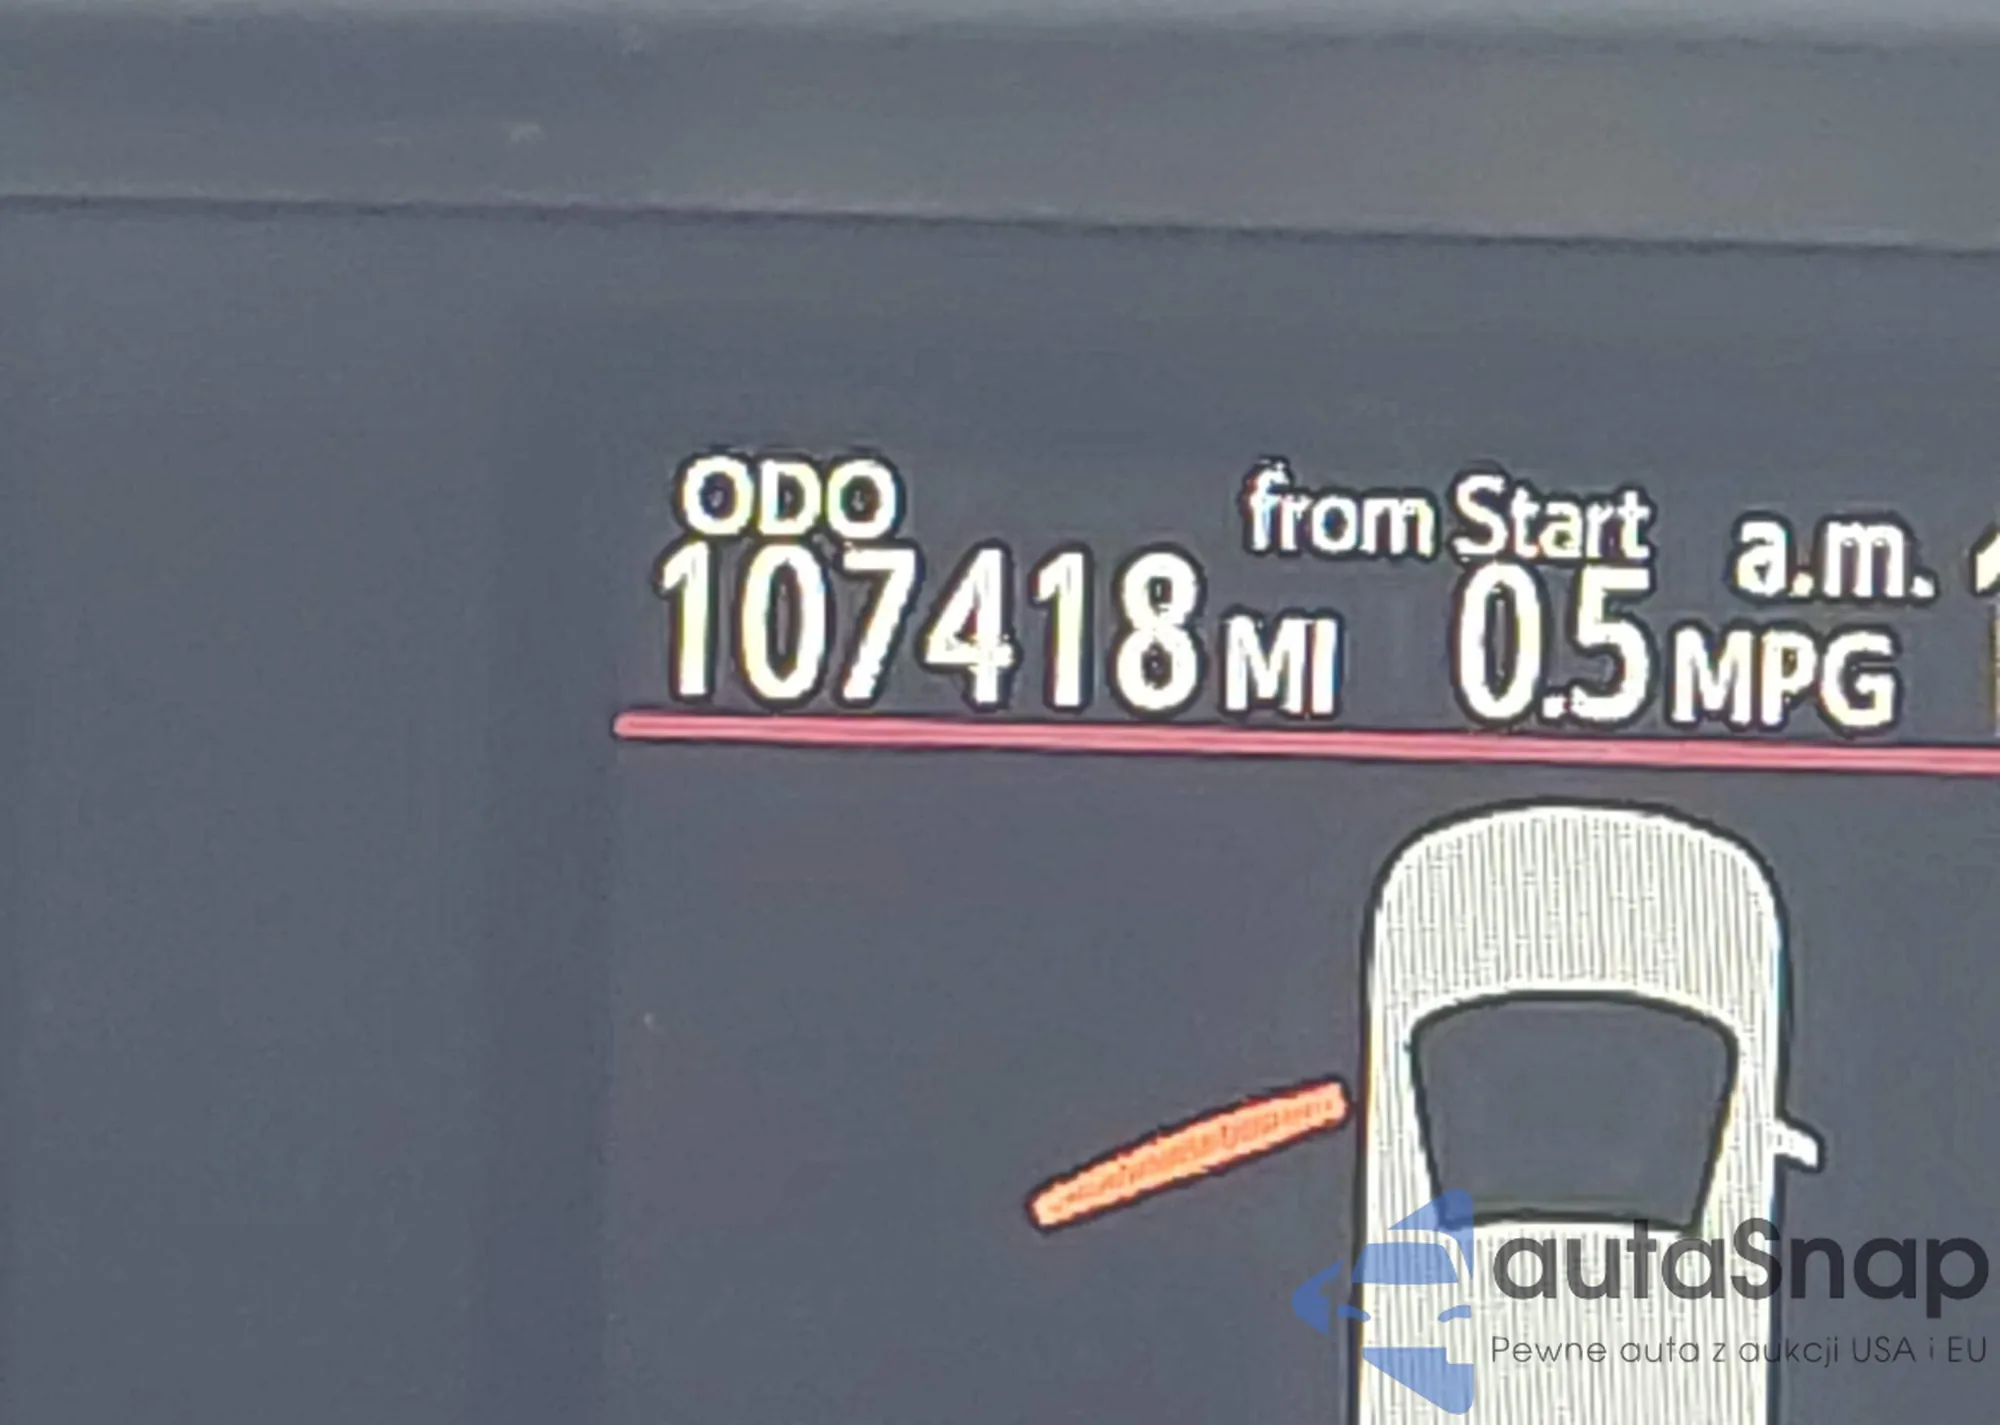 ODO from Start a.m.
107418 MI 0.5 MPG
autaSnap
Pewne auta z aukcji USA i EU